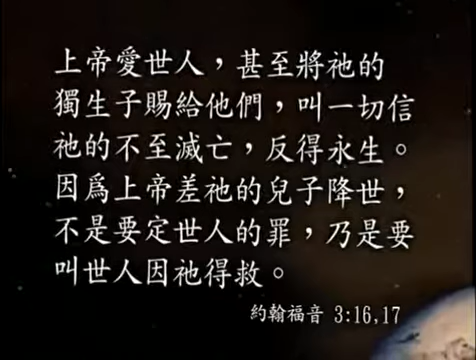 上帝愛世人，甚至將祂的
獨生子賜給他們，叫一切信
祂的不至滅亡，反得永生。
因爲上帝差祂的兒子降世，
不是要定世人的罪，乃是要
叫世人因祂得救。
約翰福音 3:16,17